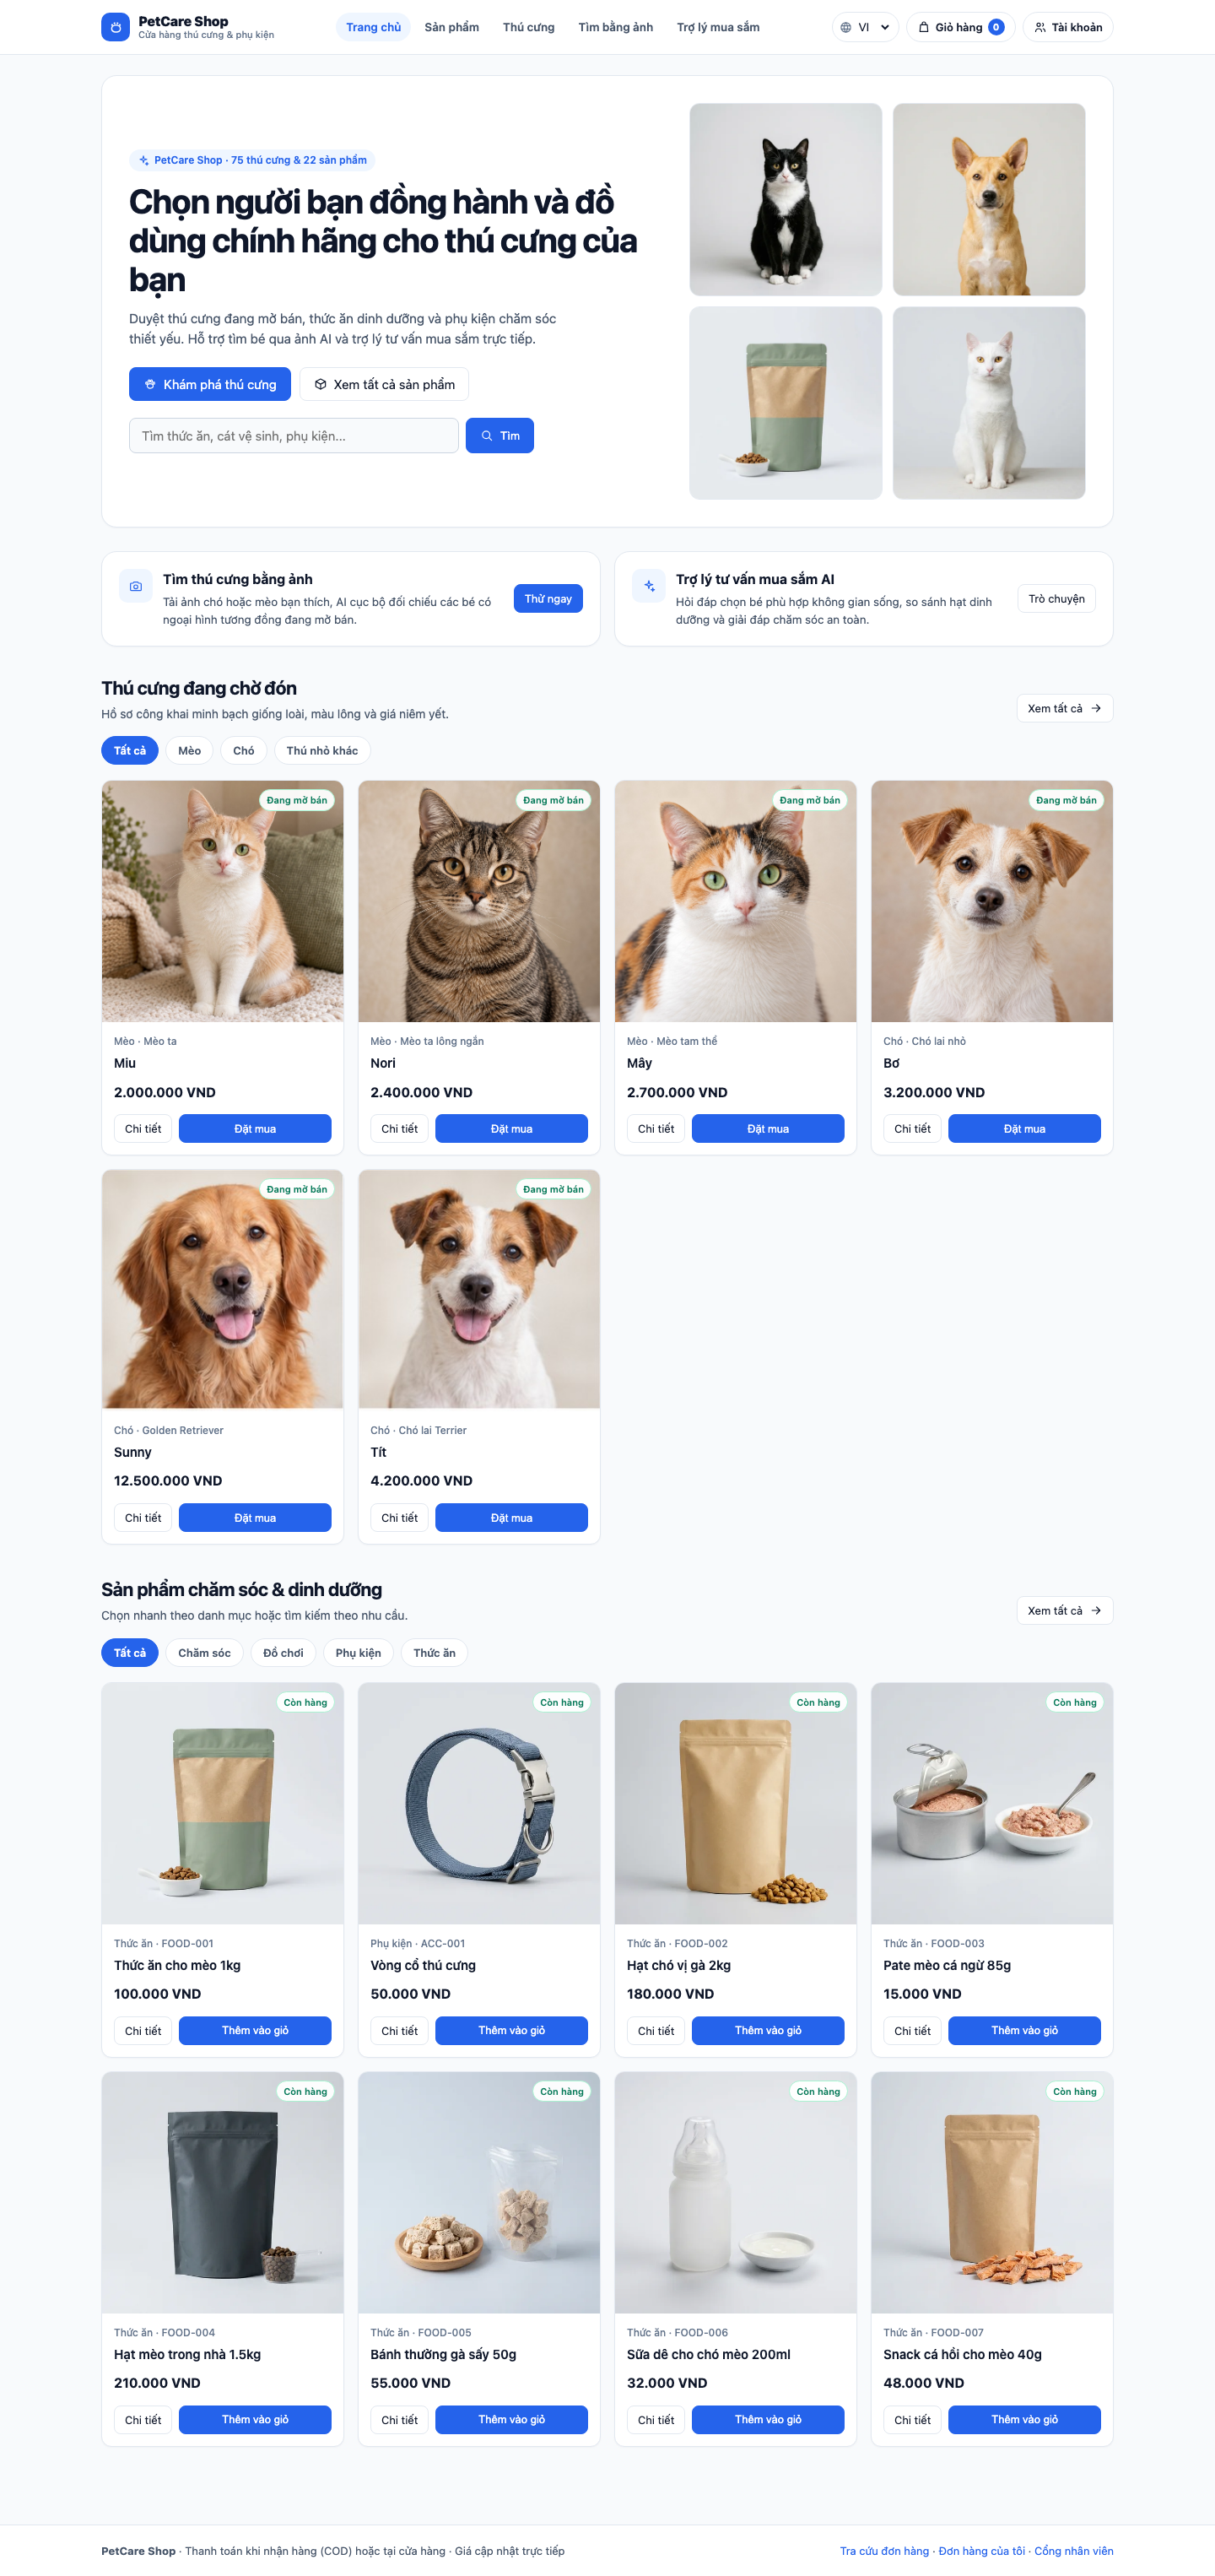 PetCare Shop
Cửa hàng thú cưng & phụ kiện
Trang chủ
Sản phẩm
Thú cưng
Tìm bằng ảnh
Trợ lý mua sắm
VI
Giỏ hàng 0
Tài khoản
PetCare Shop · 75 thú cưng & 22 sản phẩm
Chọn người bạn đồng hành và đồ
dùng chính hãng cho thú cưng của
bạn
Duyệt thú cưng đang mở bán, thức ăn dinh dưỡng và phụ kiện chăm sóc
thiết yếu. Hỗ trợ tìm bé qua ảnh AI và trợ lý tư vấn mua sắm trực tiếp.
Khám phá thú cưng
Xem tất cả sản phẩm
Tìm thức ăn, cát vệ sinh, phụ kiện...
Tìm
Tìm thú cưng bằng ảnh
Tải ảnh chó hoặc mèo bạn thích, AI cục bộ đối chiếu các bé có
ngoại hình tương đồng đang mở bán.
Thử ngay
Trợ lý tư vấn mua sắm AI
Hỏi đáp chọn bé phù hợp không gian sống, so sánh hạt dinh
dưỡng và giải đáp chăm sóc an toàn.
Trò chuyện
Thú cưng đang chờ đón
Hồ sơ công khai minh bạch giống loài, màu lông và giá niêm yết.
Xem tất cả
Tất cả
Mèo
Chó
Thú nhỏ khác
Đang mở bán
Mèo · Mèo ta
Miu
2.000.000 VND
Chi tiết
Đặt mua
Đang mở bán
Mèo · Mèo ta lông ngắn
Nori
2.400.000 VND
Chi tiết
Đặt mua
Đang mở bán
Mèo · Mèo tam thể
Mây
2.700.000 VND
Chi tiết
Đặt mua
Đang mở bán
Chó · Chó lai nhỏ
Bơ
3.200.000 VND
Chi tiết
Đặt mua
Đang mở bán
Chó · Golden Retriever
Sunny
12.500.000 VND
Chi tiết
Đặt mua
Đang mở bán
Chó · Chó lai Terrier
Tít
4.200.000 VND
Chi tiết
Đặt mua
Sản phẩm chăm sóc & dinh dưỡng
Chọn nhanh theo danh mục hoặc tìm kiếm theo nhu cầu.
Xem tất cả
Tất cả
Chăm sóc
Đồ chơi
Phụ kiện
Thức ăn
Còn hàng
Thức ăn · FOOD-001
Thức ăn cho mèo 1kg
100.000 VND
Chi tiết
Thêm vào giỏ
Còn hàng
Phụ kiện · ACC-001
Vòng cổ thú cưng
50.000 VND
Chi tiết
Thêm vào giỏ
Còn hàng
Thức ăn · FOOD-002
Hạt chó vị gà 2kg
180.000 VND
Chi tiết
Thêm vào giỏ
Còn hàng
Thức ăn · FOOD-003
Pate mèo cá ngừ 85g
15.000 VND
Chi tiết
Thêm vào giỏ
Còn hàng
Thức ăn · FOOD-004
Hạt mèo trong nhà 1.5kg
210.000 VND
Chi tiết
Thêm vào giỏ
Còn hàng
Thức ăn · FOOD-005
Bánh thưởng gà sấy 50g
55.000 VND
Chi tiết
Thêm vào giỏ
Còn hàng
Thức ăn · FOOD-006
Sữa dê cho chó mèo 200ml
32.000 VND
Chi tiết
Thêm vào giỏ
Còn hàng
Thức ăn · FOOD-007
Snack cá hồi cho mèo 40g
48.000 VND
Chi tiết
Thêm vào giỏ
PetCare Shop · Thanh toán khi nhận hàng (COD) hoặc tại cửa hàng · Giá cập nhật trực tiếp
Tra cứu đơn hàng · Đơn hàng của tôi · Cổng nhân viên